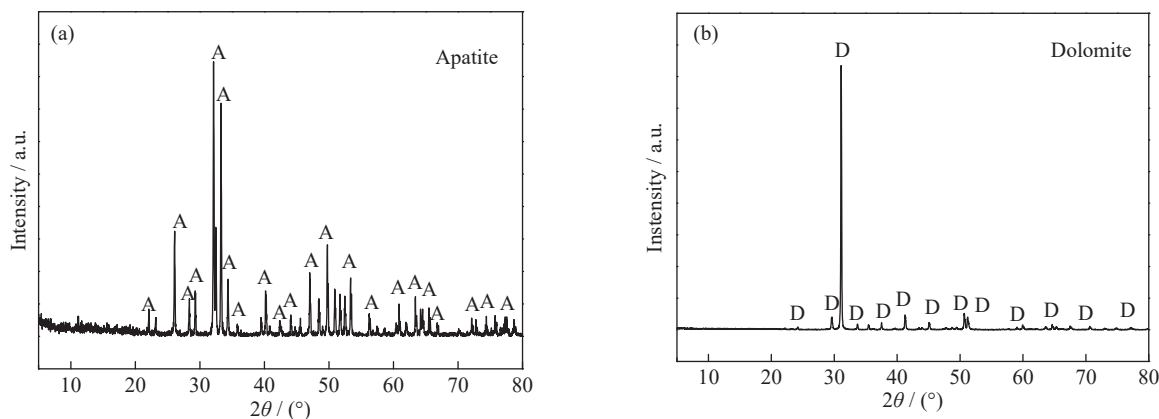 (a)
A
Apatite
A
A
A
A A A
A A A A A
A A A A A A
A A A
Intensity / a.u.
10 20 30 40 50 60 70 80
2θ / (°)
(b)
D
Dolomite
D D D D D D D D D D D D
Instensity / a.u.
10 20 30 40 50 60 70 80
2θ / (°)